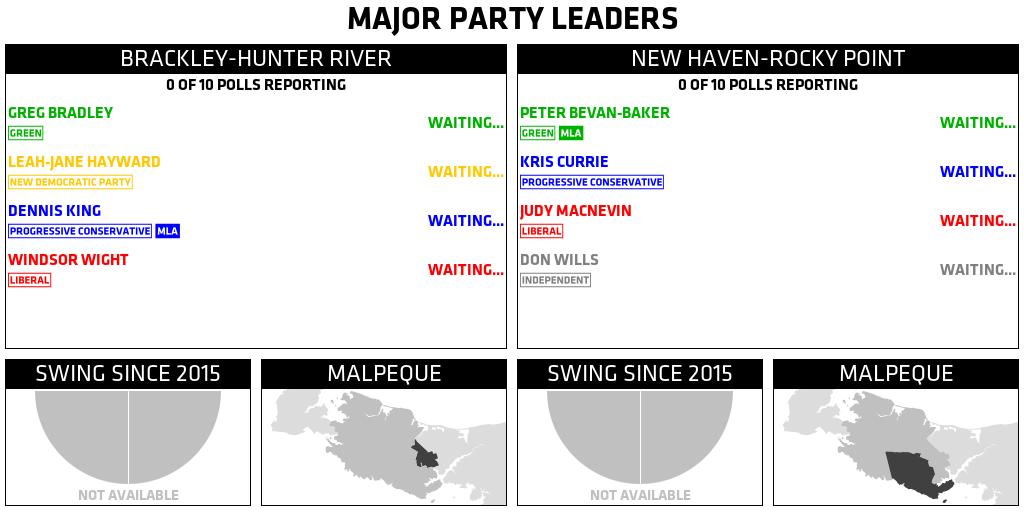 MAJOR PARTY LEADERS
BRACKLEY-HUNTER RIVER
0 OF 10 POLLS REPORTING
GREG BRADLEY
GREEN
WAITING...
LEAH-JANE HAYWARD
NEW DEMOCRATIC PARTY
WAITING...
DENNIS KING
PROGRESSIVE CONSERVATIVE MLA
WAITING...
WINDSOR WIGHT
LIBERAL
WAITING...
NEW HAVEN-ROCKY POINT
0 OF 10 POLLS REPORTING
PETER BEVAN-BAKER
GREEN MLA
WAITING...
KRIS CURRIE
PROGRESSIVE CONSERVATIVE
WAITING...
JUDY MACNEVIN
LIBERAL
WAITING...
DON WILLS
INDEPENDENT
WAITING...
SWING SINCE 2015
NOT AVAILABLE
MALPEQUE
SWING SINCE 2015
NOT AVAILABLE
MALPEQUE